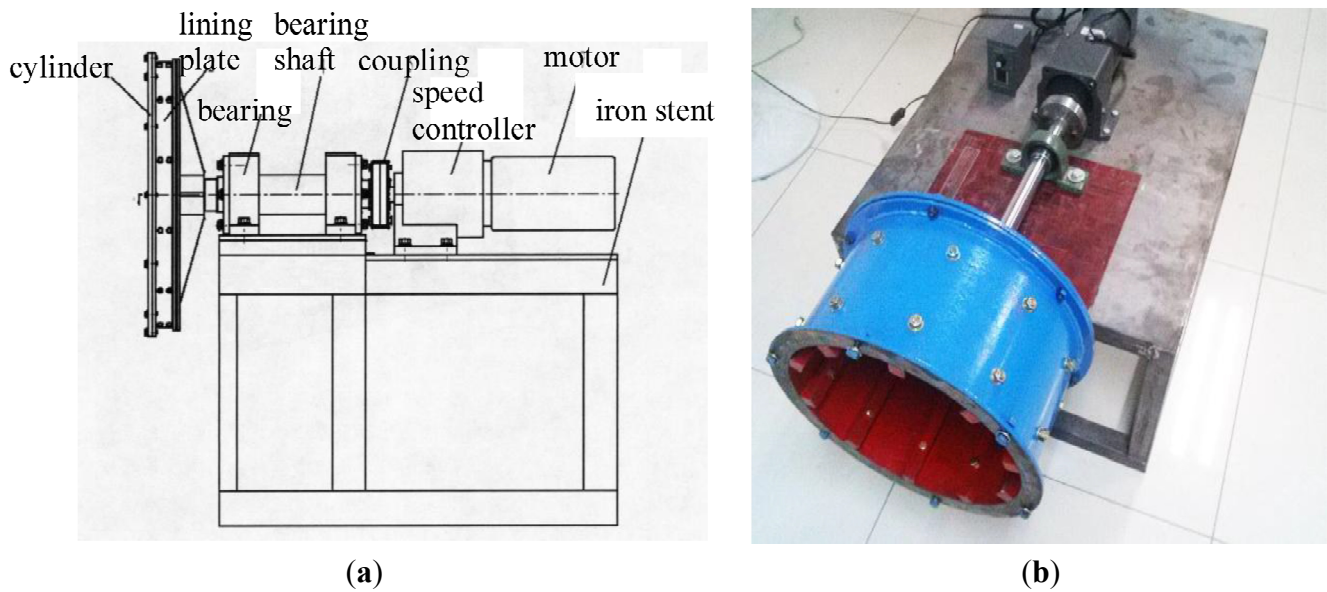 cylinder
lining
plate
bearing
shaft
coupling
motor
bearing
speed
controller
iron stent
(a)
(b)